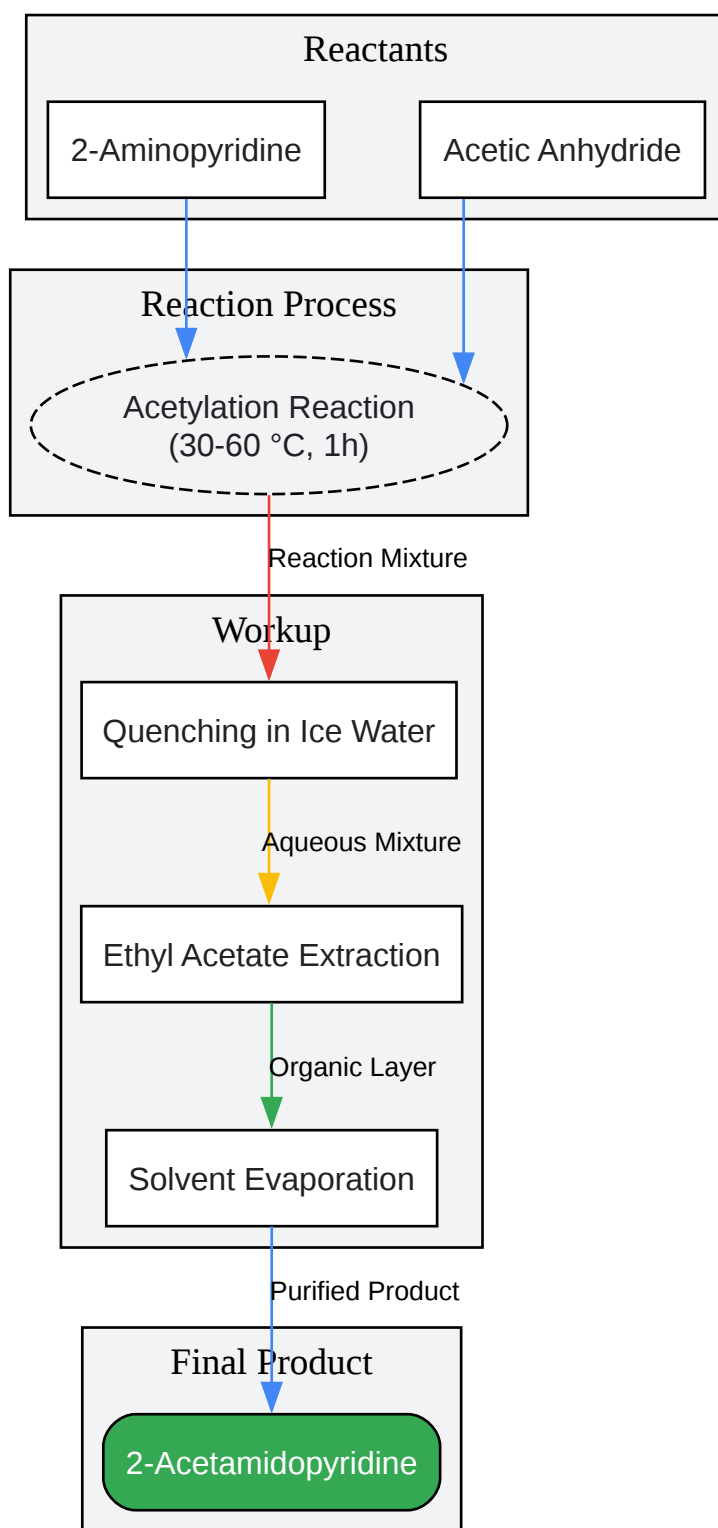 Reactants
2-Aminopyridine
Acetic Anhydride
Reaction Process
Acetylation Reaction
(30-60 °C, 1h)
Reaction Mixture
Workup
Quenching in Ice Water
Aqueous Mixture
Ethyl Acetate Extraction
Organic Layer
Solvent Evaporation
Purified Product
Final Product
2-Acetamidopyridine